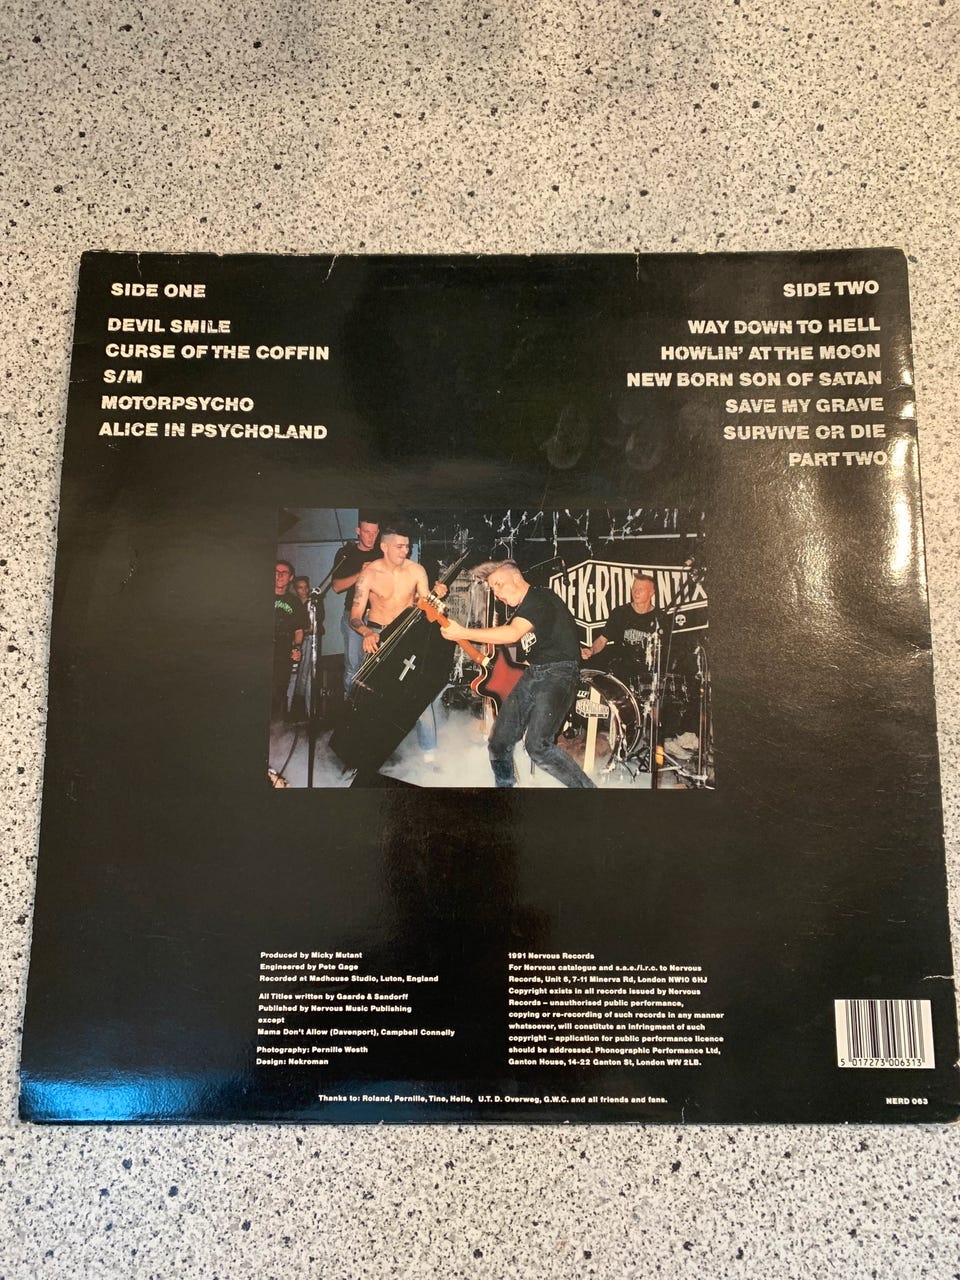 SIDE ONE
DEVIL SMILE
CURSE OF THE COFFIN
S/M
MOTORPSYCHO
ALICE IN PSYCHOLAND
SIDE TWO
WAY DOWN TO HELL
HOWLIN' AT THE MOON
NEW BORN SON OF SATAN
SAVE MY GRAVE
SURVIVE OR DIE
PART TWO
NEKROMANTIX
Produced by Micky Mutant
Engineered by Pete Gage
Recorded at Madhouse Studio, Luton, England
All Titles written by Gaarde & Sandorff
Published by Nervous Music Publishing
except
Mama Don't Allow (Davenport), Campbell Connelly
Photography: Pernille Westh
Design: Nekroman
1991 Nervous Records
For Nervous catalogue and s.a.e./i.r.c. to Nervous
Records, Unit 6, 7-11 Minerva Rd, London NW10 6HJ
Copyright exists in all records issued by Nervous
Records – unauthorised public performance,
copying or re-recording of such records in any manner
whatsoever, will constitute an infringement of such
copyright – application for public performance licence
should be addressed. Phonographic Performance Ltd,
Ganton House, 14-22 Ganton St, London W1V 2LB.
5 017273 006313
Thanks to: Roland, Pernille, Tine, Helle, U.T. D. Overweg, G.W.C. and all friends and fans.
NERD 063